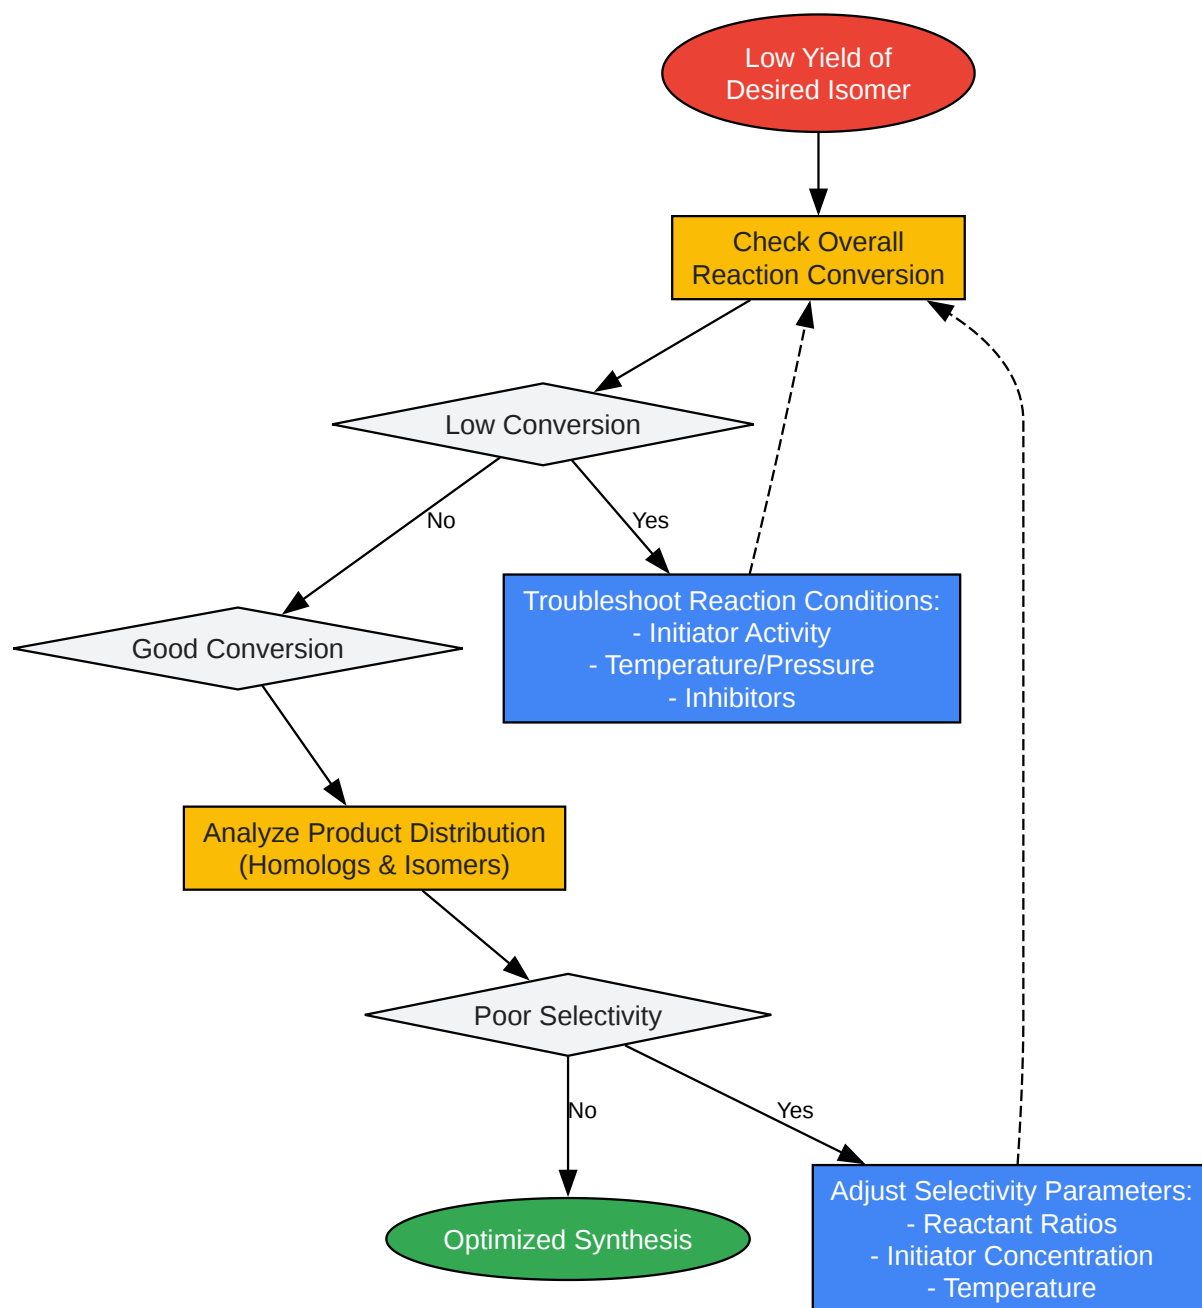 Low Yield of
Desired Isomer
Check Overall
Reaction Conversion
Low Conversion
No
Yes
Troubleshoot Reaction Conditions:
- Initiator Activity
- Temperature/Pressure
- Inhibitors
Good Conversion
Analyze Product Distribution
(Homologs & Isomers)
Poor Selectivity
No
Yes
Adjust Selectivity Parameters:
- Reactant Ratios
- Initiator Concentration
- Temperature
Optimized Synthesis